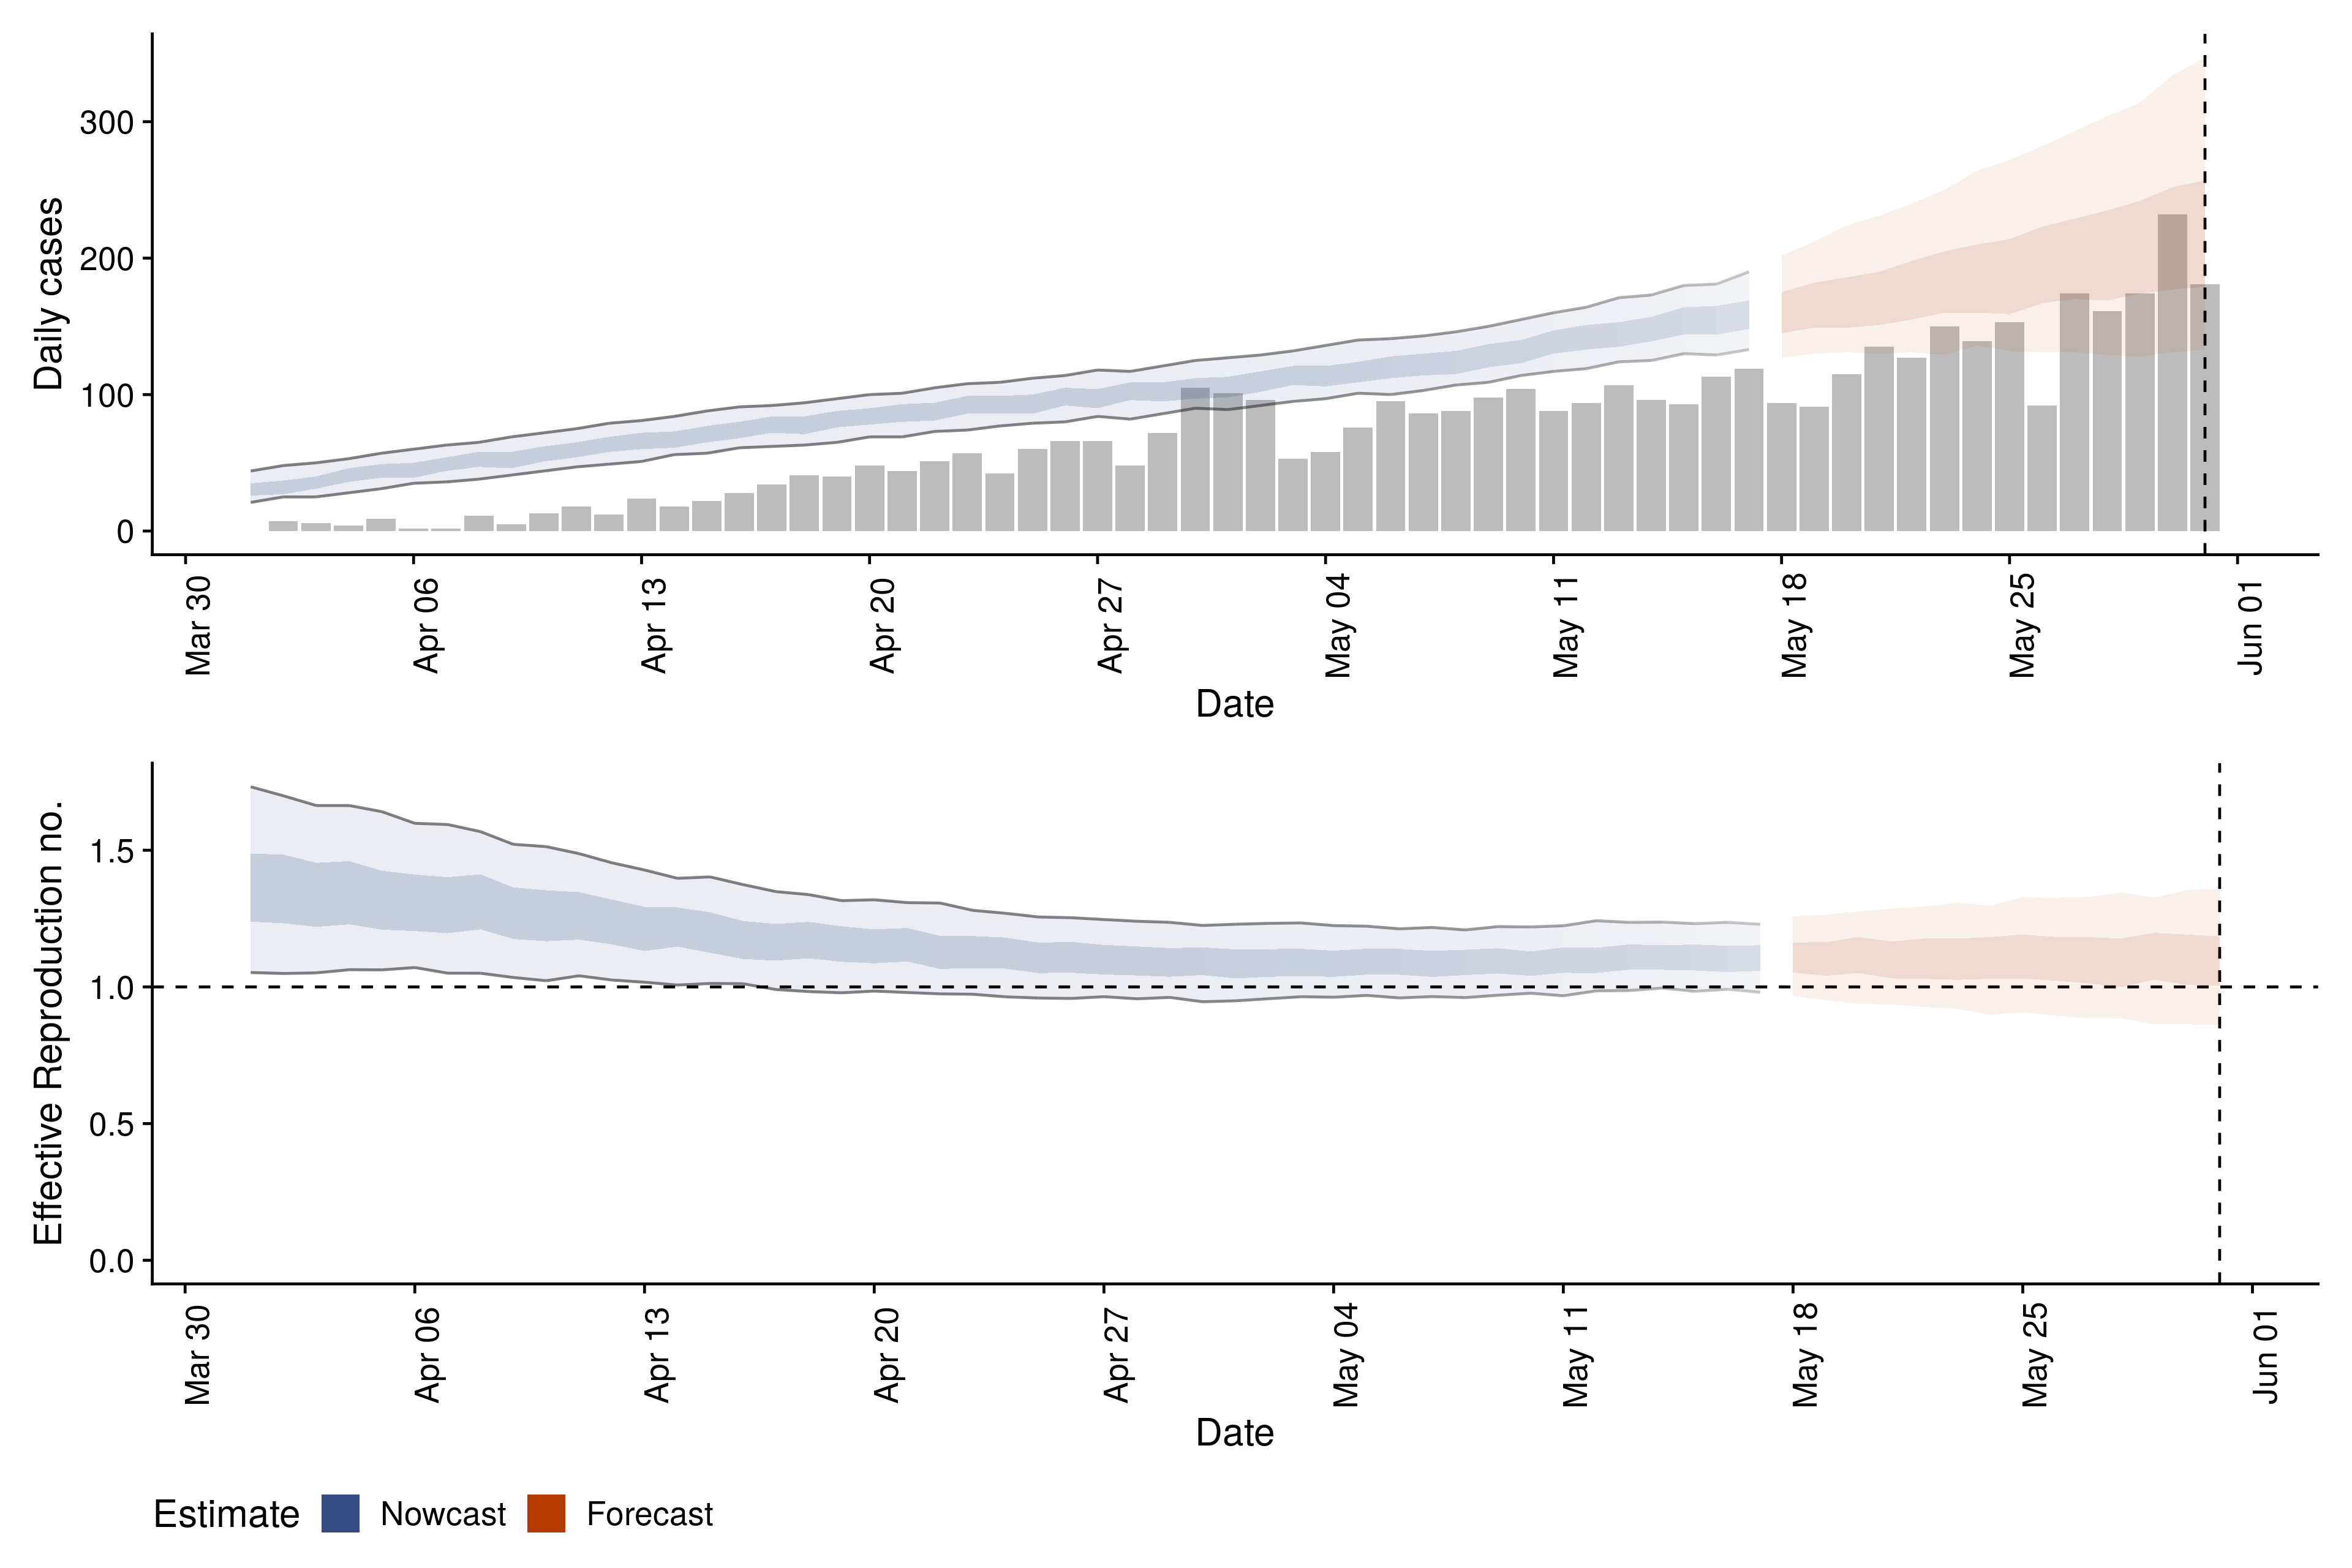 Daily cases
300
200
100
0
Mar 30
Apr 06
Apr 13
Apr 20
Apr 27
May 04
May 11
May 18
May 25
Jun 01
Date
Effective Reproduction no.
1.5
1.0
0.5
0.0
Mar 30
Apr 06
Apr 13
Apr 20
Apr 27
May 04
May 11
May 18
May 25
Jun 01
Date
Estimate Nowcast Forecast